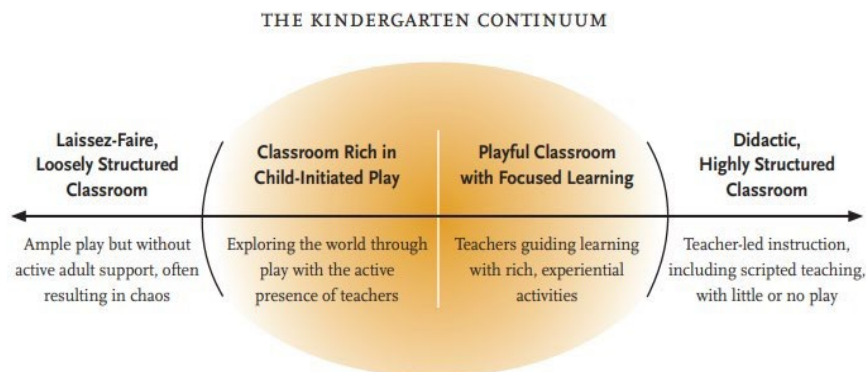 THE KINDERGARTEN CONTINUUM
Laissez-Faire,
Loosely Structured
Classroom
Ample play but without
active adult support, often
resulting in chaos
Classroom Rich in
Child-Initiated Play
Exploring the world through
play with the active
presence of teachers
Playful Classroom
with Focused Learning
Teachers guiding learning
with rich, experiential
activities
Didactic,
Highly Structured
Classroom
Teacher-led instruction,
including scripted teaching,
with little or no play